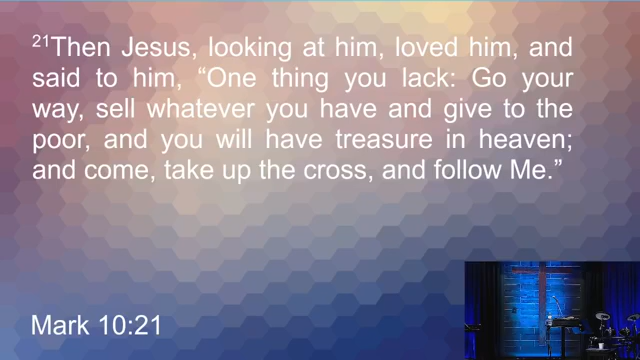 ²¹Then Jesus, looking at him, loved him, and
said to him, “One thing you lack: Go your
way, sell whatever you have and give to the
poor, and you will have treasure in heaven;
and come, take up the cross, and follow Me.”
Mark 10:21